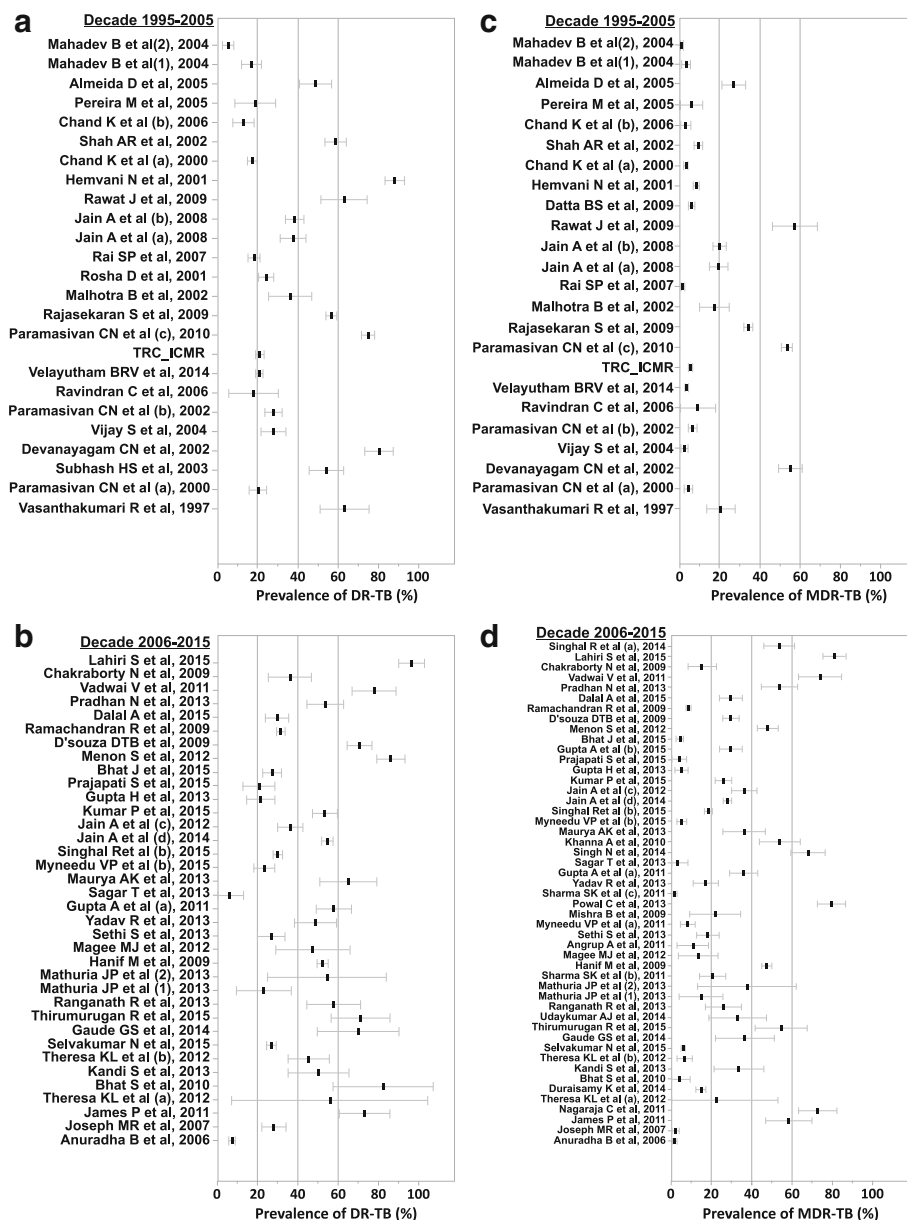 a
Decade 1995-2005
Mahadev B et al(2), 2004
Mahadev B et al(1), 2004
Almeida D et al, 2005
Pereira M et al, 2005
Chand K et al (b), 2006
Shah AR et al, 2002
Chand K et al (a), 2000
Hemvani N et al, 2001
Rawat J et al, 2009
Jain A et al (b), 2008
Jain A et al (a), 2008
Rai SP et al, 2007
Rosha D et al, 2001
Malhotra B et al, 2002
Rajasekaran S et al, 2009
Paramasivan CN et al (c), 2010
TRC_ICMR
Velayutham BRV et al, 2014
Ravindran C et al, 2006
Paramasivan CN et al (b), 2002
Vijay S et al, 2004
Devanayagam CN et al, 2002
Subhash HS et al, 2003
Paramasivan CN et al (a), 2000
Vasanthakumari R et al, 1997
0 20 40 60 80 100
Prevalence of DR-TB (%)
c
Decade 1995-2005
Mahadev B et al(2), 2004
Mahadev B et al(1), 2004
Almeida D et al, 2005
Pereira M et al, 2005
Chand K et al (b), 2006
Shah AR et al, 2002
Chand K et al (a), 2000
Hemvani N et al, 2001
Datta BS et al, 2009
Rawat J et al, 2009
Jain A et al (b), 2008
Jain A et al (a), 2008
Rai SP et al, 2007
Malhotra B et al, 2002
Rajasekaran S et al, 2009
Paramasivan CN et al (c), 2010
TRC_ICMR
Velayutham BRV et al, 2014
Ravindran C et al, 2006
Paramasivan CN et al (b), 2002
Vijay S et al, 2004
Devanayagam CN et al, 2002
Paramasivan CN et al (a), 2000
Vasanthakumari R et al, 1997
0 20 40 60 80 100
Prevalence of MDR-TB (%)
b
Decade 2006-2015
Lahiri S et al, 2015
Chakraborty N et al, 2009
Vadwai V et al, 2011
Pradhan N et al, 2013
Dalal A et al, 2015
Ramachandran R et al, 2009
D'souza DTB et al, 2009
Menon S et al, 2012
Bhat J et al, 2015
Prajapati S et al, 2015
Gupta H et al, 2013
Kumar P et al, 2015
Jain A et al (c), 2012
Jain A et al (d), 2014
Singhal Ret al (b), 2015
Myneedu VP et al (b), 2015
Maurya AK et al, 2013
Sagar T et al, 2013
Gupta A et al (a), 2011
Yadav R et al, 2013
Sethi S et al, 2013
Magee MJ et al, 2012
Hanif M et al, 2009
Mathuria JP et al (2), 2013
Mathuria JP et al (1), 2013
Ranganath R et al, 2013
Thirumurugan R et al, 2015
Gaude GS et al, 2014
Selvakumar N et al, 2015
Theresa KL et al (b), 2012
Kandi S et al, 2013
Bhat S et al, 2010
Theresa KL et al (a), 2012
James P et al, 2011
Joseph MR et al, 2007
Anuradha B et al, 2006
0 20 40 60 80 100
Prevalence of DR-TB (%)
d
Decade 2006-2015
Singhal R et al (a), 2014
Lahiri S et al, 2015
Chakraborty N et al, 2009
Vadwai V et al, 2011
Pradhan N et al, 2013
Dalal A et al, 2015
Ramachandran R et al, 2009
D'souza DTB et al, 2009
Menon S et al, 2012
Bhat J et al, 2015
Gupta A et al (b), 2015
Prajapati S et al, 2015
Gupta H et al, 2013
Kumar P et al, 2015
Jain A et al (c), 2012
Jain A et al (d), 2014
Singhal Ret al (b), 2015
Myneedu VP et al (b), 2015
Maurya AK et al, 2013
Khanna A et al, 2010
Singh N et al, 2014
Sagar T et al, 2013
Gupta A et al (a), 2011
Yadav R et al, 2013
Sharma SK et al (c), 2011
Powal C et al, 2013
Mishra B et al, 2009
Myneedu VP et al (a), 2011
Sethi S et al, 2013
Angrup A et al, 2011
Magee MJ et al, 2012
Hanif M et al, 2009
Sharma SK et al (b), 2011
Mathuria JP et al (2), 2013
Mathuria JP et al (1), 2013
Ranganath R et al, 2013
Udaykumar AJ et al, 2014
Thirumurugan R et al, 2015
Gaude GS et al, 2014
Selvakumar N et al, 2015
Theresa KL et al (b), 2012
Kandi S et al, 2013
Bhat S et al, 2010
Duraisamy K et al, 2014
Theresa KL et al (a), 2012
Nagaraja C et al, 2011
James P et al, 2011
Joseph MR et al, 2007
Anuradha B et al, 2006
0 20 40 60 80 100
Prevalence of MDR-TB (%)